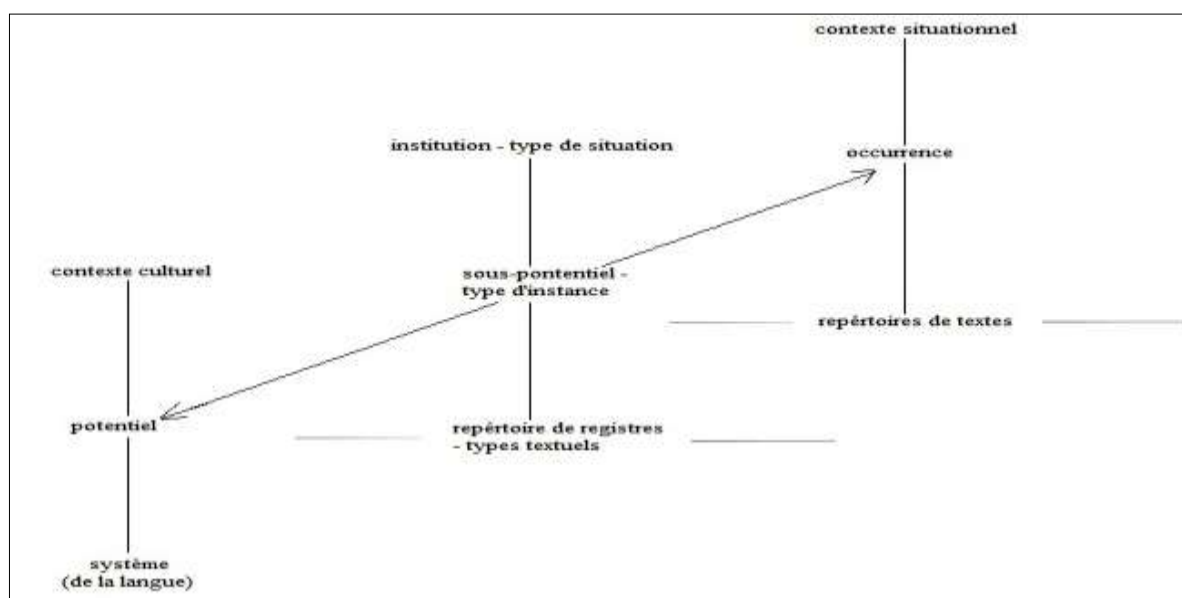 contexte situationnel
institution - type de situation
occurrence
contexte culturel
sous-pontentiel -
type d'instance
repértoires de textes
potentiel
repértoire de registres
- types textuels
système
(de la langue)